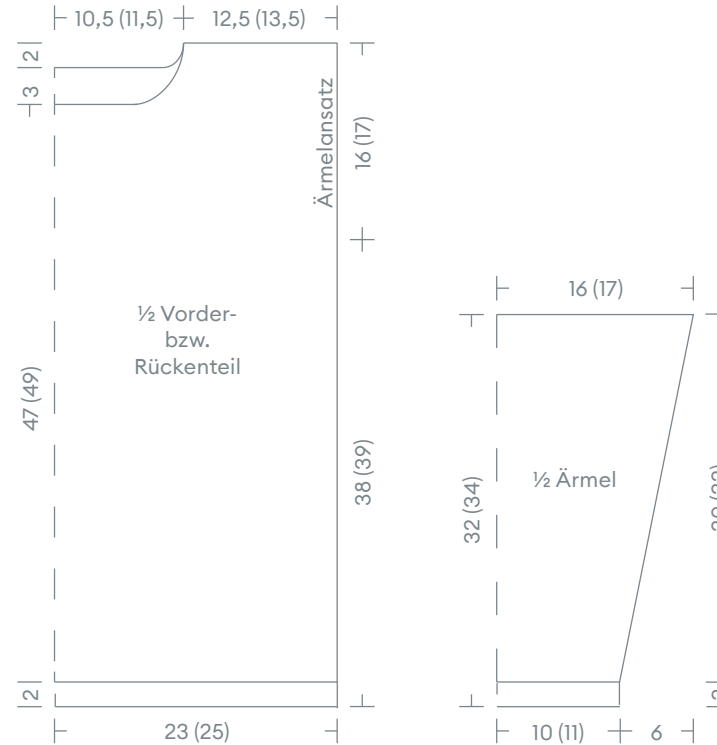 10,5 (11,5)
12,5 (13,5)
2
3
Ärmelansatz
16 (17)
½ Vorder-
bzw.
Rückenteil
47 (49)
38 (39)
2
23 (25)
16 (17)
½ Ärmel
32 (34)
10 (11)
6